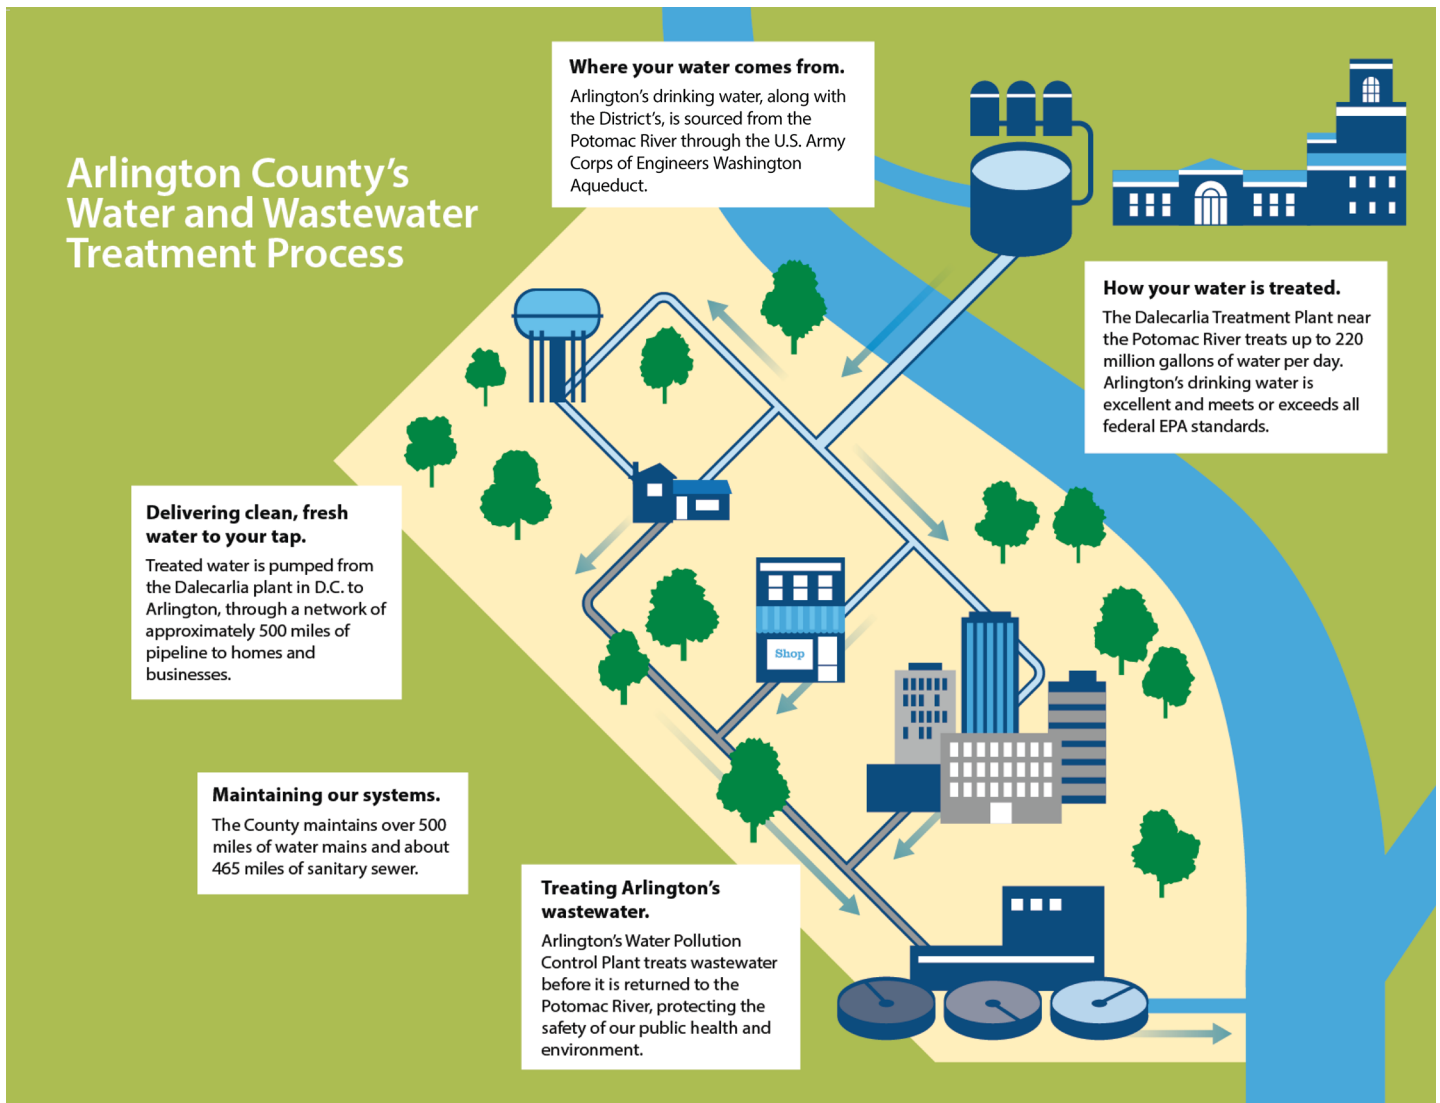 Arlington County's
Water and Wastewater
Treatment Process
Where your water comes from.
Arlington's drinking water, along with
the District's, is sourced from the
Potomac River through the U.S. Army
Corps of Engineers Washington
Aqueduct.
How your water is treated.
The Dalecarlia Treatment Plant near
the Potomac River treats up to 220
million gallons of water per day.
Arlington's drinking water is
excellent and meets or exceeds all
federal EPA standards.
Delivering clean, fresh
water to your tap.
Treated water is pumped from
the Dalecarlia plant in D.C. to
Arlington, through a network of
approximately 500 miles of
pipeline to homes and
businesses.
Shop
Maintaining our systems.
The County maintains over 500
miles of water mains and about
465 miles of sanitary sewer.
Treating Arlington's
wastewater.
Arlington's Water Pollution
Control Plant treats wastewater
before it is returned to the
Potomac River, protecting the
safety of our public health and
environment.